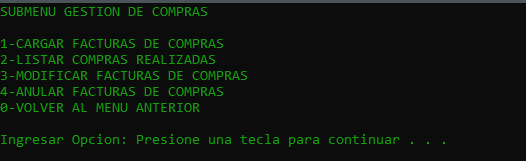 SUBMENU GESTION DE COMPRAS
1-CARGAR FACTURAS DE COMPRAS
2-LISTAR COMPRAS REALIZADAS
3-MODIFICAR FACTURAS DE COMPRAS
4-ANULAR FACTURAS DE COMPRAS
0-VOLVER AL MENU ANTERIOR
Ingresar Opcion: Presione una tecla para continuar . . .